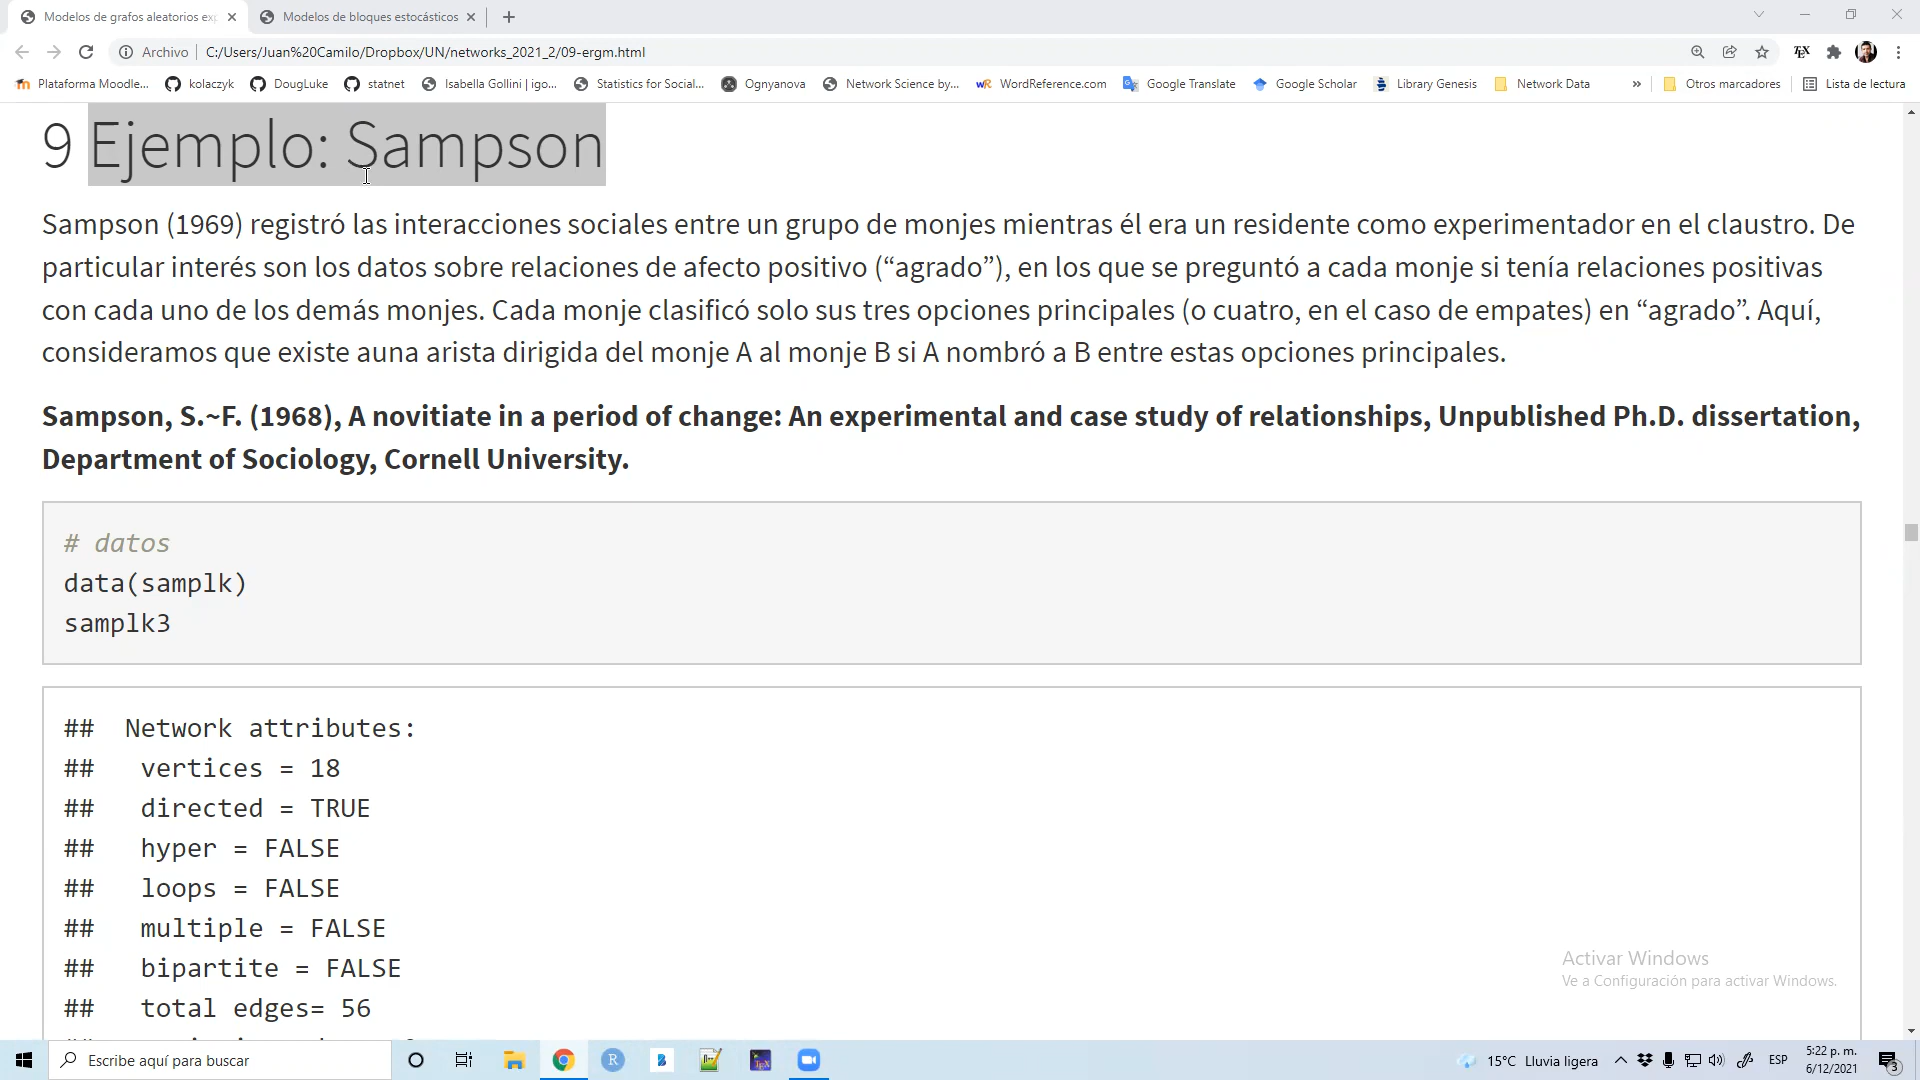 Modelos de grafos aleatorios exp
Modelos de bloques estocásticos
Archivo
C:/Users/Juan%20Camilo/Dropbox/UN/networks_2021_2/09-ergm.html
Plataforma Moodle...
kolaczyk
DougLuke
statnet
Isabella Gollini | igo...
Statistics for Social...
Ognyanova
Network Science by...
WordReference.com
Google Translate
Google Scholar
Library Genesis
Network Data
»
Otros marcadores
Lista de lectura
9 Ejemplo: Sampson
Sampson (1969) registró las interacciones sociales entre un grupo de monjes mientras él era un residente como experimentador en el claustro. De
particular interés son los datos sobre relaciones de afecto positivo (“agrado”), en los que se preguntó a cada monje si tenía relaciones positivas
con cada uno de los demás monjes. Cada monje clasificó solo sus tres opciones principales (o cuatro, en el caso de empates) en “agrado”. Aquí,
consideramos que existe auna arista dirigida del monje A al monje B si A nombró a B entre estas opciones principales.
Sampson, S.~F. (1968), A novitiate in a period of change: An experimental and case study of relationships, Unpublished Ph.D. dissertation,
Department of Sociology, Cornell University.
# datos
data(samplk)
samplk3
## Network attributes:
## vertices = 18
## directed = TRUE
## hyper = FALSE
## loops = FALSE
## multiple = FALSE
## bipartite = FALSE
## total edges= 56
Activar Windows
Ve a Configuración para activar Windows.
Escribe aquí para buscar
15°C Lluvia ligera
ESP
5:22 p. m.
6/12/2021
3